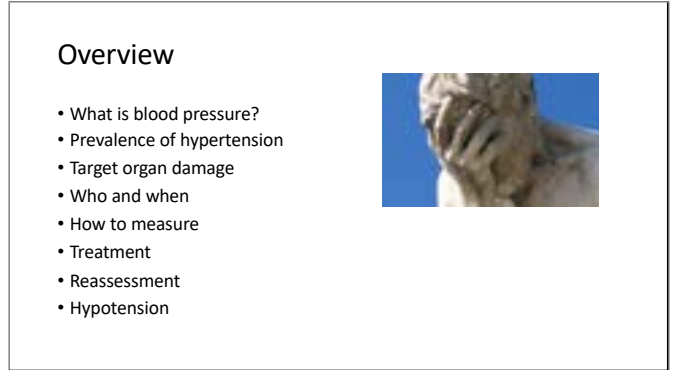 Overview
• What is blood pressure?
• Prevalence of hypertension
• Target organ damage
• Who and when
• How to measure
• Treatment
• Reassessment
• Hypotension